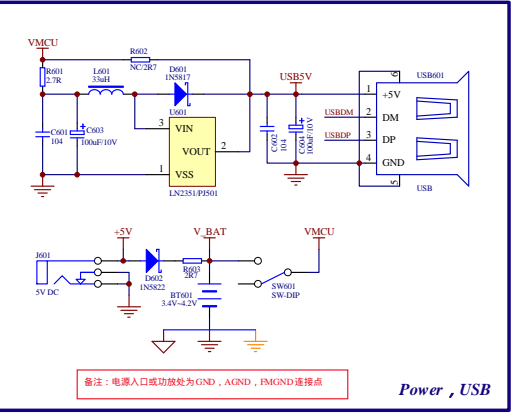 VMCU
R601
2.7R
L601
33uH
R602
NC/2R7
D601
1N5817
U601
3 VIN
VOUT 2
1 VSS
LN2351/PJ501
C601
104
C603
100uF/10V
USB5V
C602
104
C604
100uF/10V
USBDM
USBDP
USB601
6
1 +5V
2 DM
3 DP
4 GND
5
USB
J601
5V DC
+5V
D602
1N5822
R603
2R7
V_BAT
BT601
3.4V~4.2V
VMCU
SW601
SW-DIP
备注：电源入口或功放处为GND，AGND，FMGND连接点
Power，USB